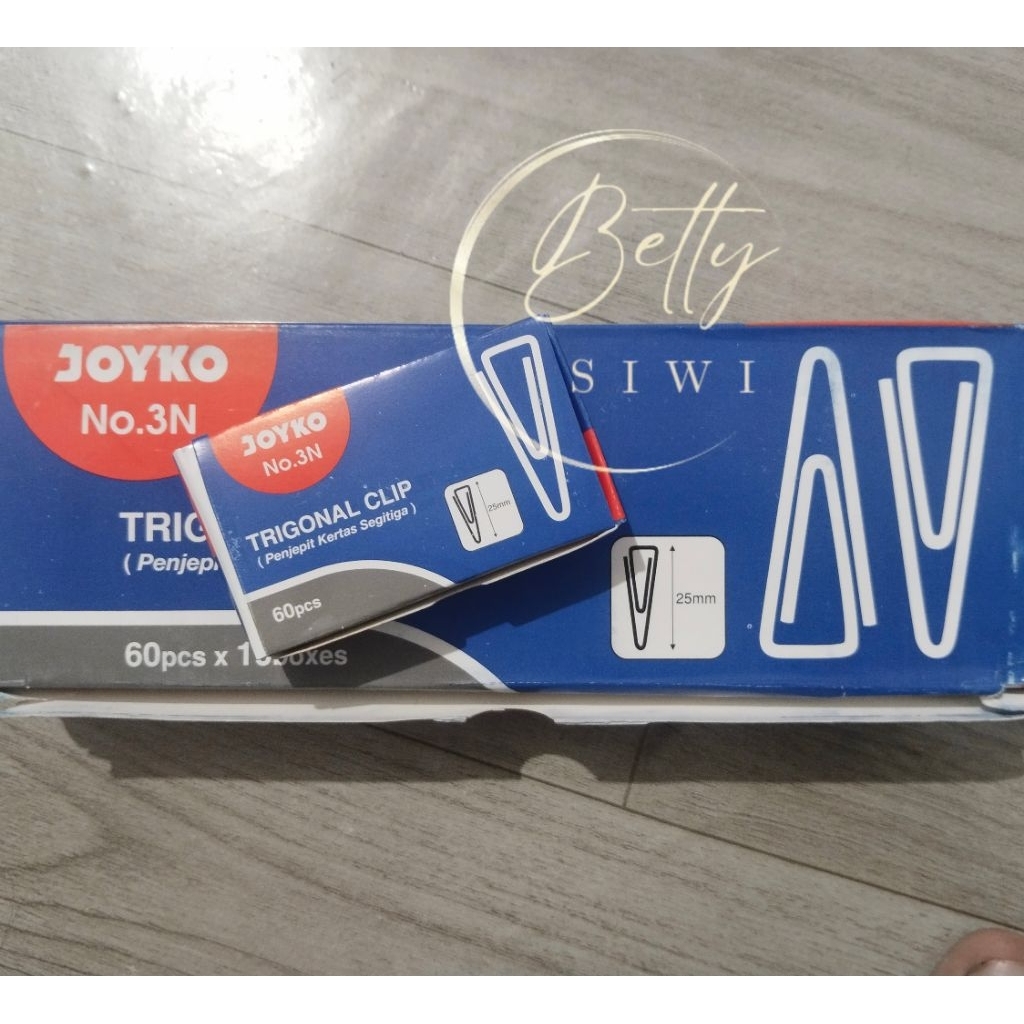 Betty
SIWI
JOYKO
No.3N
TRIG
( Penjepi
60pcs x 1
oxes
25mm
JOYKO
No.3N
TRIGONAL CLIP
( Penjepit Kertas Segitiga )
60pcs
25mm